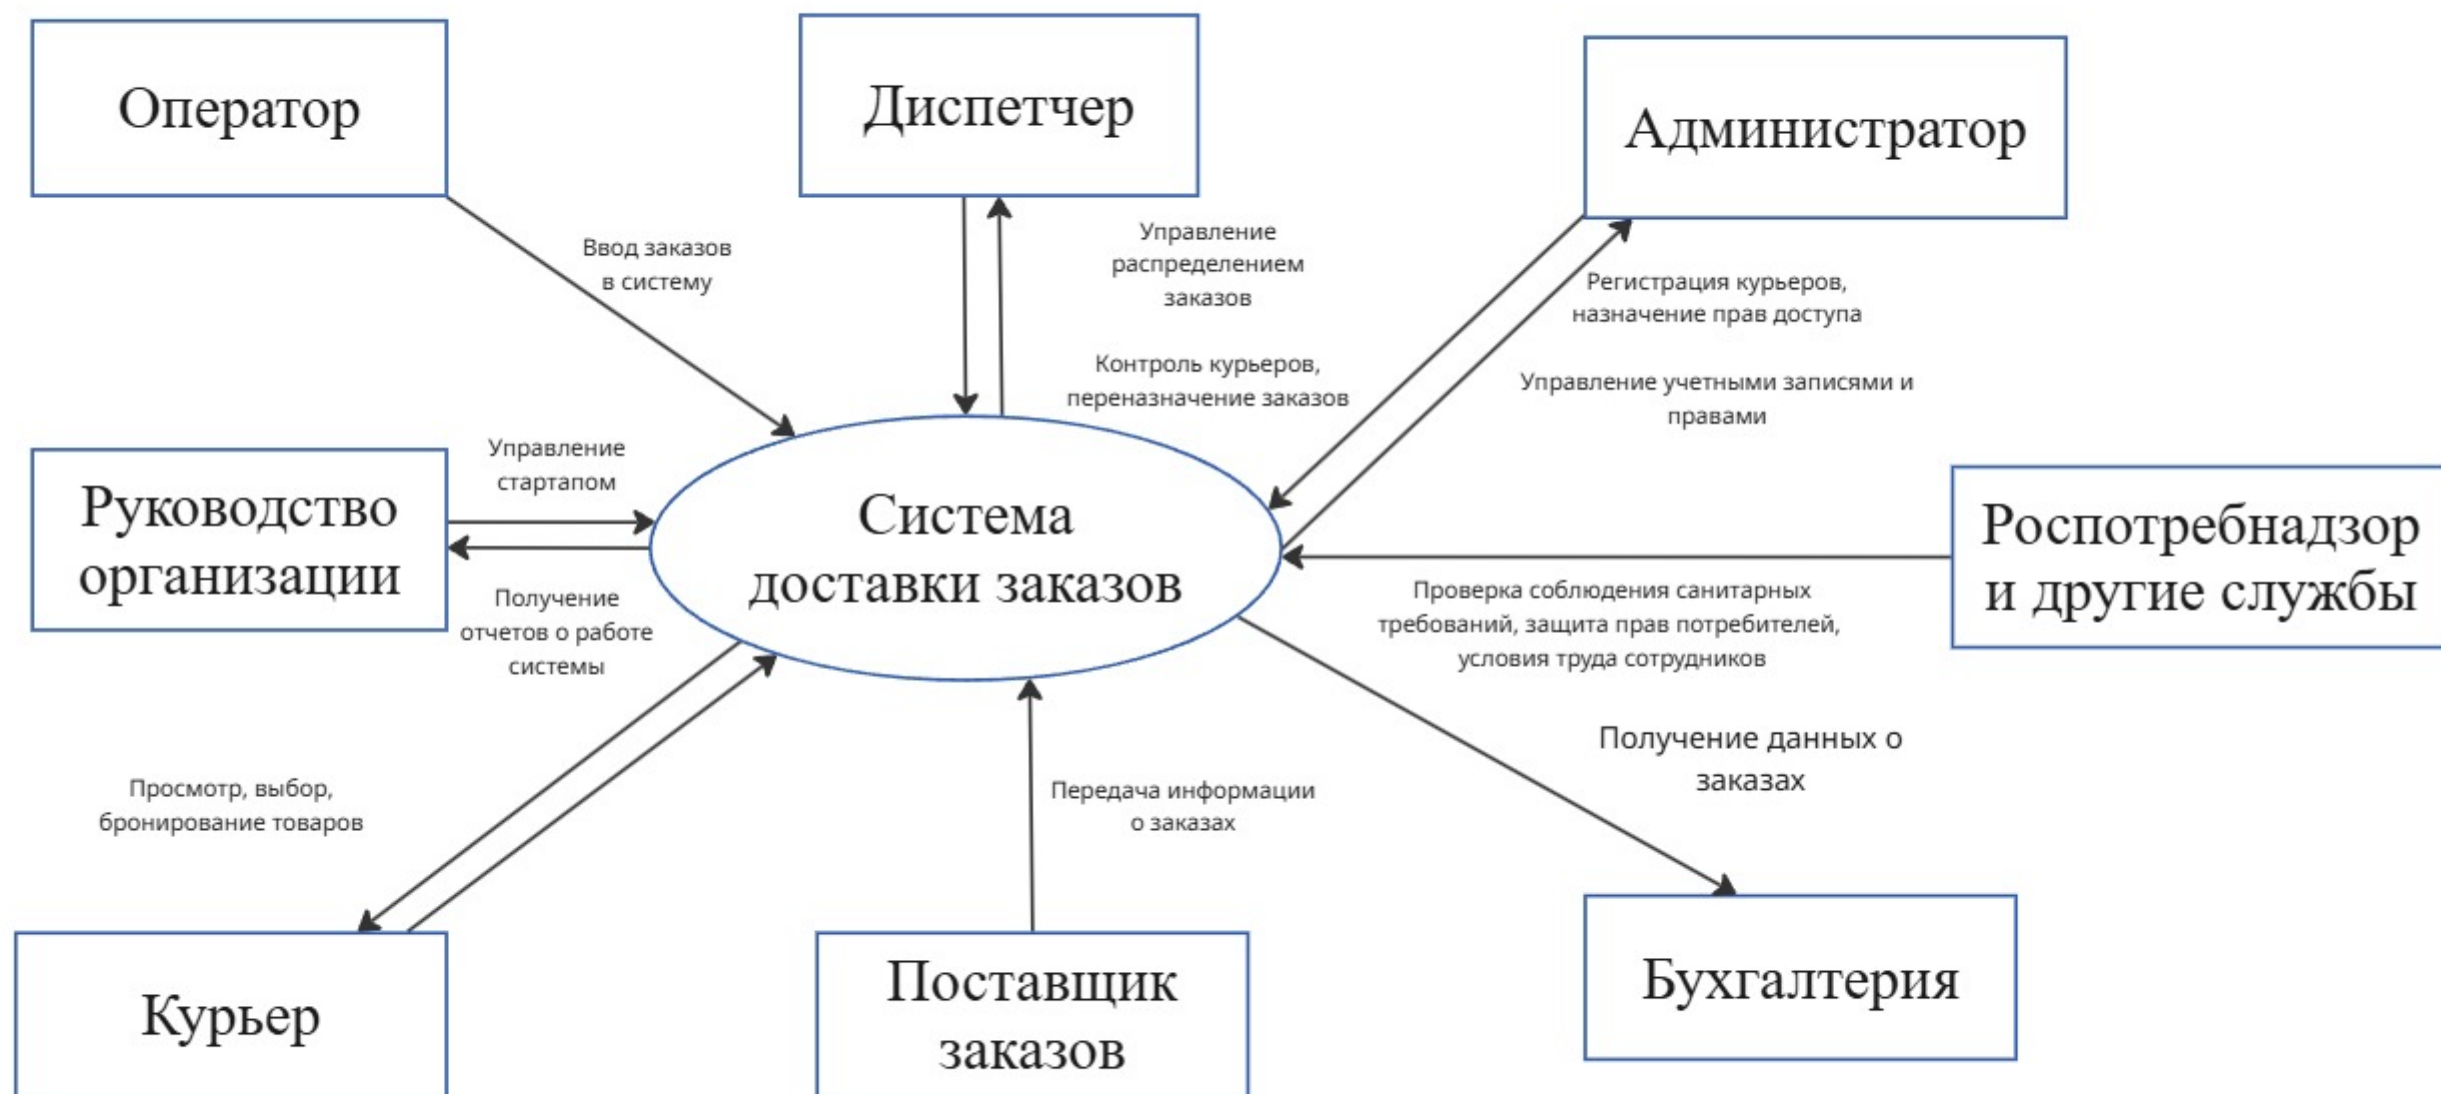 Оператор
Диспетчер
Администратор
Ввод заказов
в систему
Управление
распределением
заказов
Регистрация курьеров,
назначение прав доступа
Контроль курьеров,
переназначение заказов
Управление учетными записями и
правами
Руководство
организации
Управление
стартапом
Получение
отчетов о работе
системы
Система
доставки заказов
Роспотребнадзор
и другие службы
Проверка соблюдения санитарных
требований, защита прав потребителей,
условия труда сотрудников
Просмотр, выбор,
бронирование товаров
Передача информации
о заказах
Получение данных о
заказах
Курьер
Поставщик
заказов
Бухгалтерия